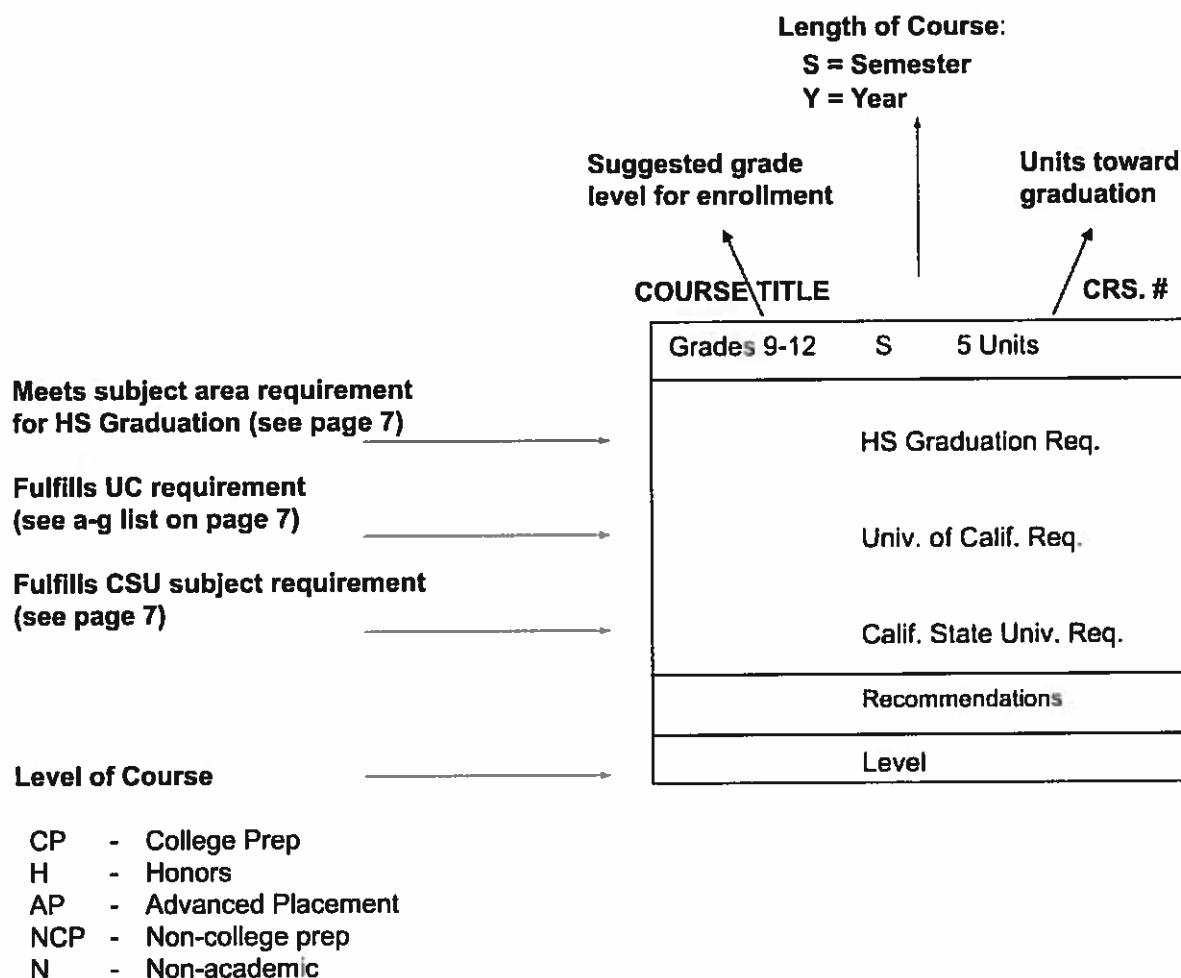 Length of Course:
S = Semester
Y = Year
Suggested grade
level for enrollment
Units toward
graduation
COURSE TITLE CRS. #
Grades 9-12 S 5 Units
Meets subject area requirement
for HS Graduation (see page 7)
HS Graduation Req.
Fulfills UC requirement
(see a-g list on page 7)
Univ. of Calif. Req.
Fulfills CSU subject requirement
(see page 7)
Calif. State Univ. Req.
Recommendations
Level of Course
Level
CP - College Prep
H - Honors
AP - Advanced Placement
NCP - Non-college prep
N - Non-academic